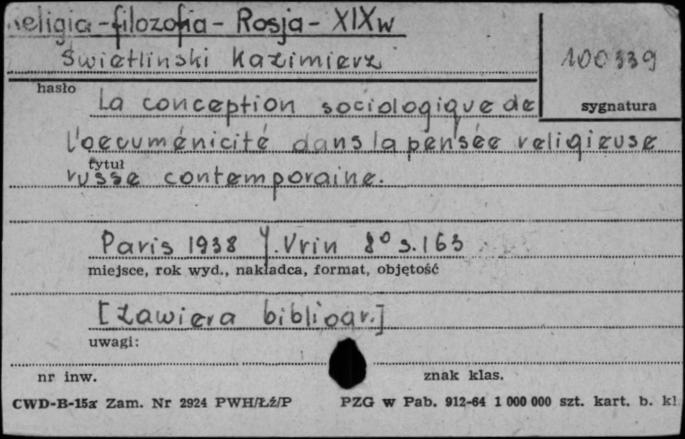 Religia - filozofia - Rosja - XIXw
Świetliński Kazimierz
100339
hasło
sygnatura
La conception sociologique de
l'oecuménicité dans la pensée religieuse
tytuł
russe contemporaine.
Paris 1938 J. Vrin 8° s. 163
miejsce, rok wyd., nakładca, format, objętość
[Zawiera bibliogr.]
uwagi:
nr inw.
znak klas.
CWD-B-15a Zam. Nr 2924 PWH/Łź/P
PZG w Pab. 912-64 1 000 000 szt. kart. b. kl